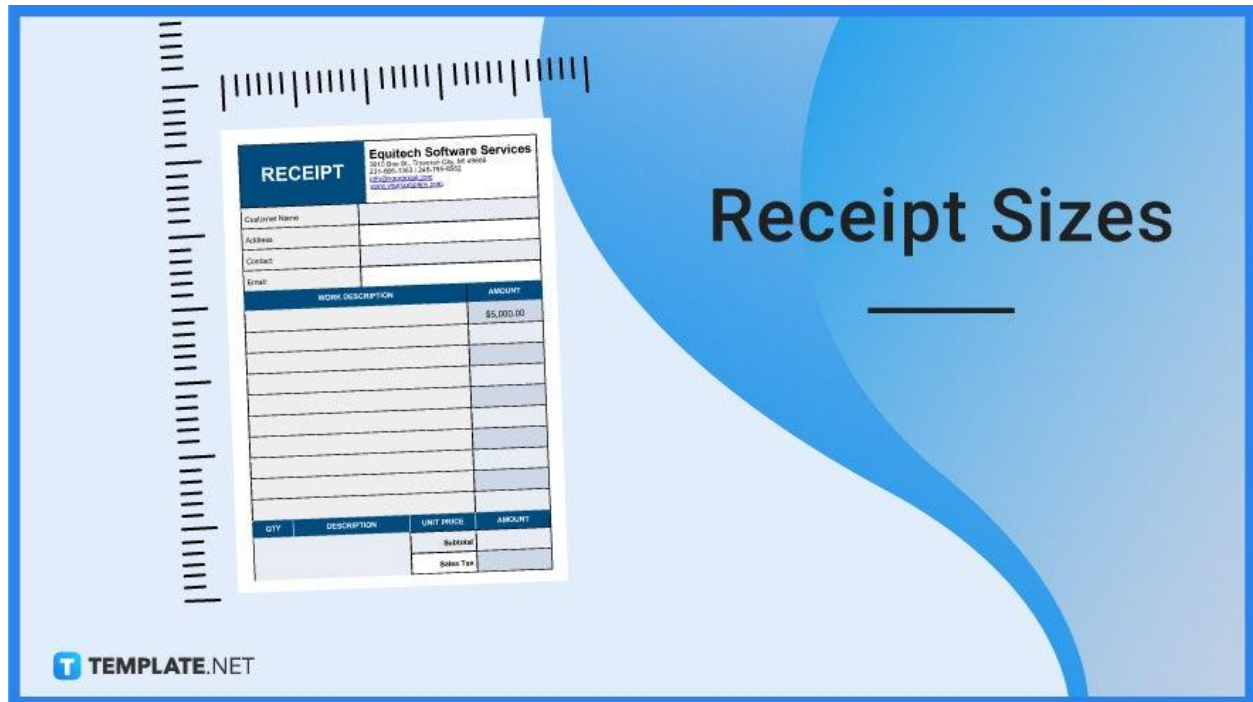 RECEIPT
Equitech Software Services
Customer Name
Address
Contact:
Email:
WORK DESCRIPTION AMOUNT
$5,000.00
QTY DESCRIPTION UNIT PRICE AMOUNT
Subtotal
Sales Tax
Receipt Sizes
TEMPLATE.NET